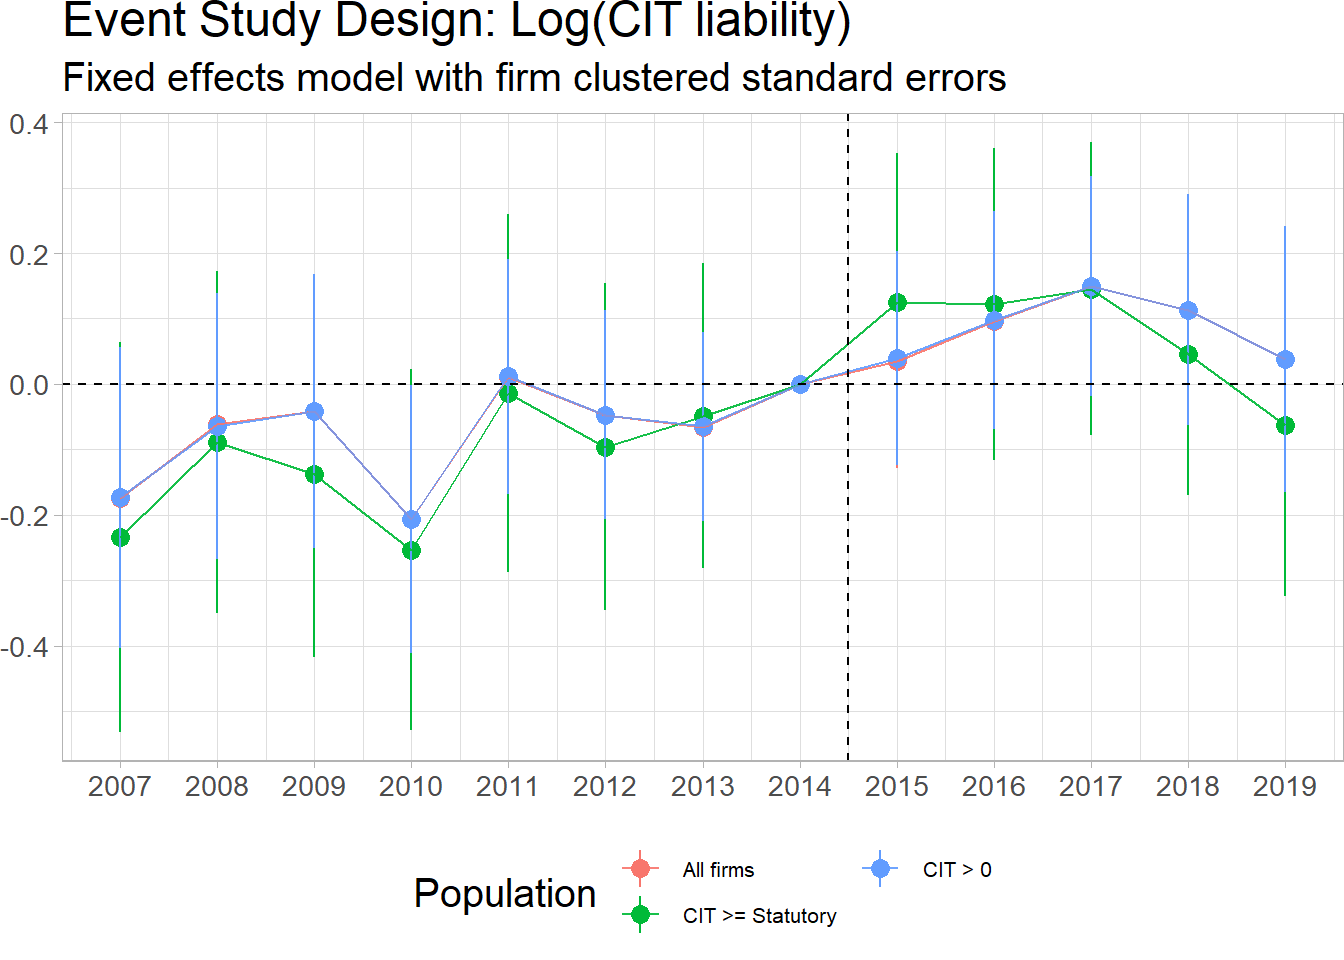 Event Study Design: Log(CIT liability)
Fixed effects model with firm clustered standard errors
0.4
0.2
0.0
-0.2
-0.4
2007 2008 2009 2010 2011 2012 2013 2014 2015 2016 2017 2018 2019
Population
All firms
CIT >= Statutory
CIT > 0